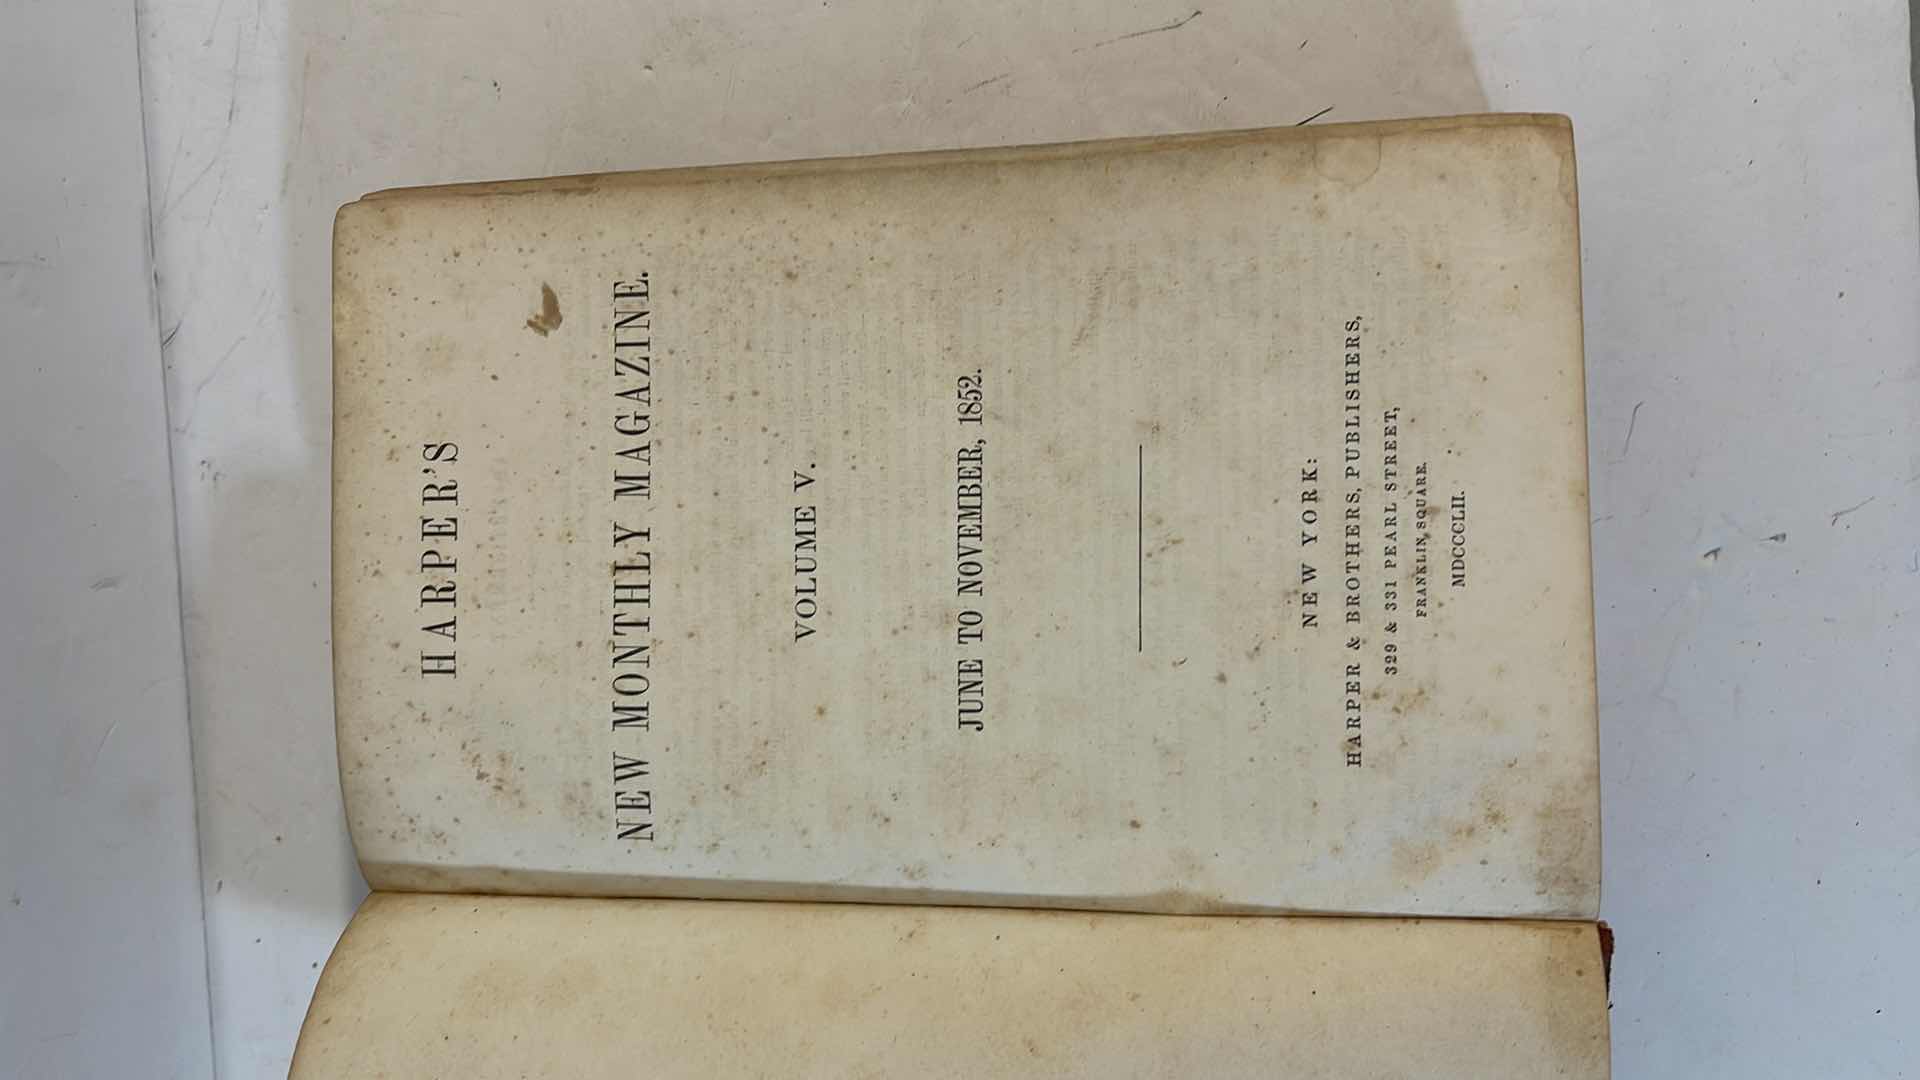 HARPER'S
NEW MONTHLY MAGAZINE.
VOLUME V.
JUNE TO NOVEMBER, 1852.
NEW YORK:
HARPER & BROTHERS, PUBLISHERS,
329 & 331 PEARL STREET,
FRANKLIN SQUARE.
MDCCCLII.